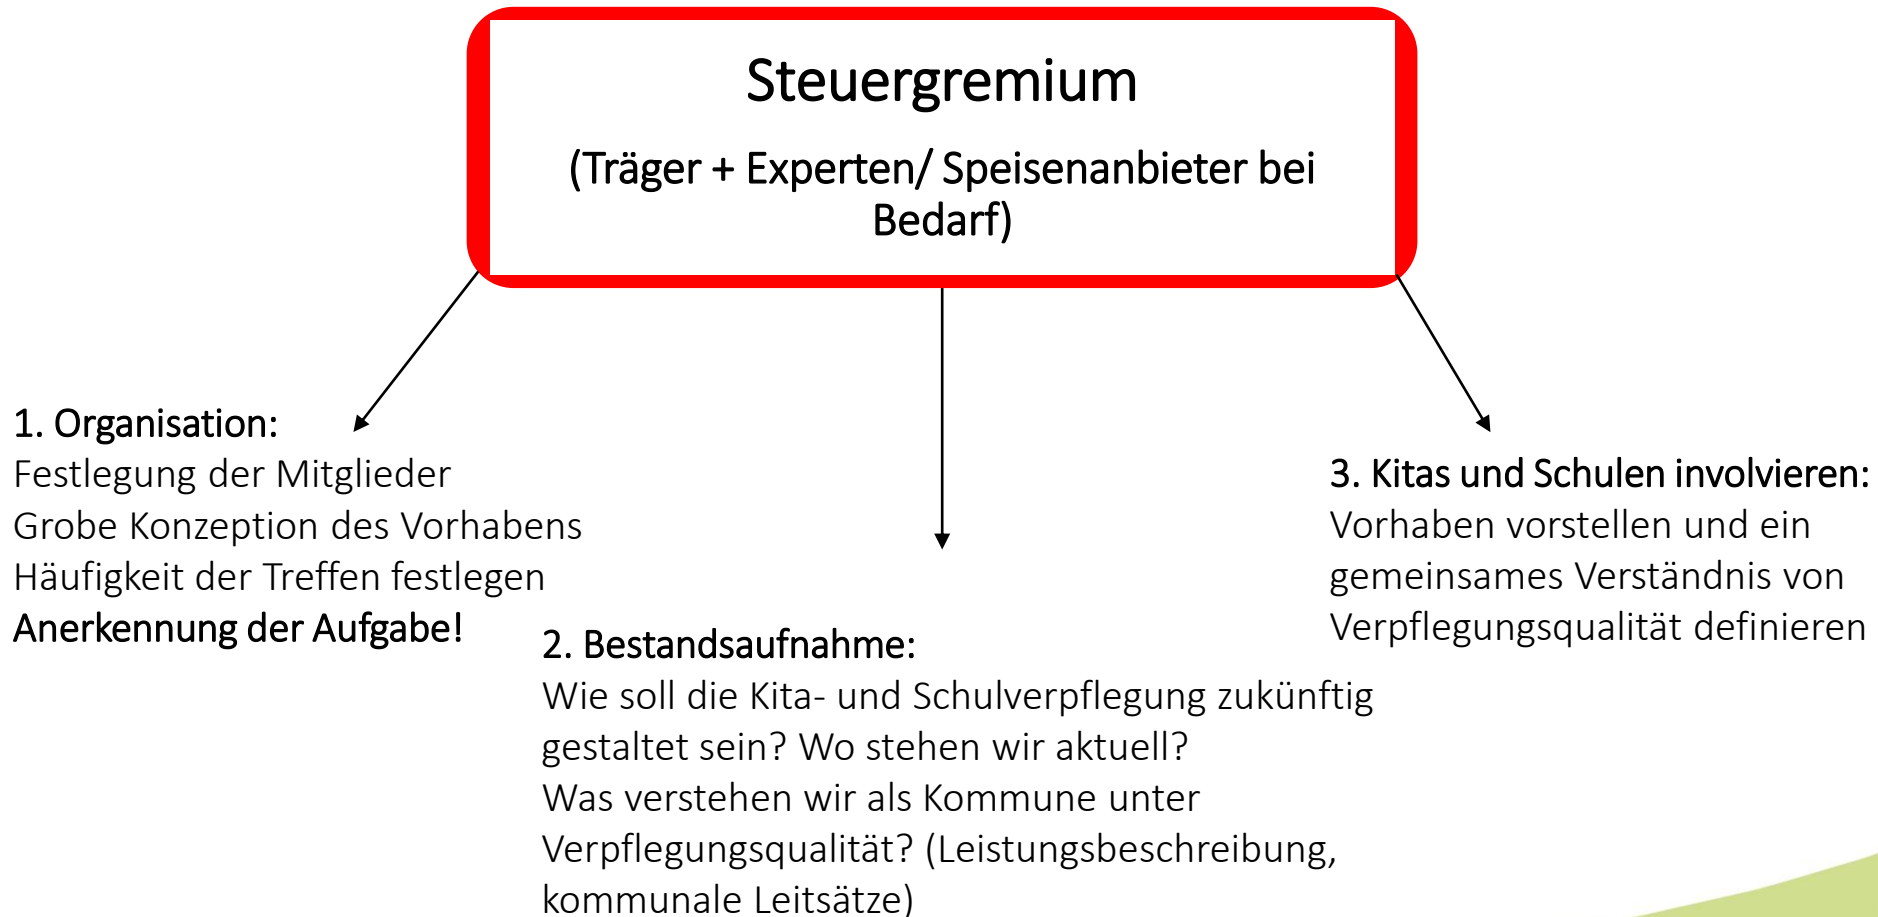 Steuergremium
(Träger + Experten/ Speisenanbieter bei
Bedarf)
1. Organisation:
Festlegung der Mitglieder
Grobe Konzeption des Vorhabens
Häufigkeit der Treffen festlegen
Anerkennung der Aufgabe!
2. Bestandsaufnahme:
Wie soll die Kita- und Schulverpflegung zukünftig
gestaltet sein? Wo stehen wir aktuell?
Was verstehen wir als Kommune unter
Verpflegungsqualität? (Leistungsbeschreibung,
kommunale Leitsätze)
3. Kitas und Schulen involvieren:
Vorhaben vorstellen und ein
gemeinsames Verständnis von
Verpflegungsqualität definieren